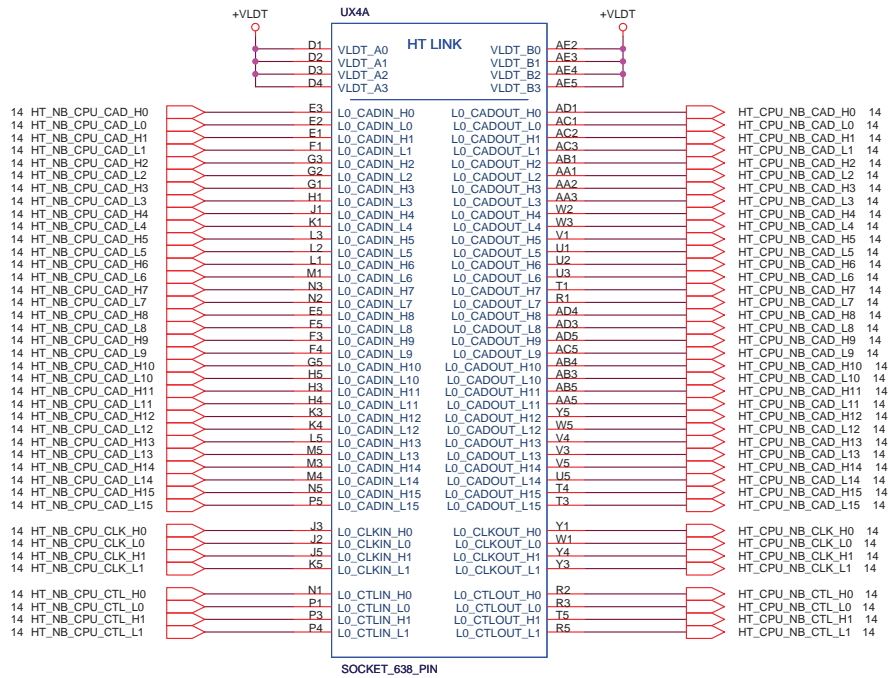 +VLDT UX4A +VLDT
HT LINK
D1 VLDT_A0 VLDT_B0 AE2
D2 VLDT_A1 VLDT_B1 AE3
D3 VLDT_A2 VLDT_B2 AE4
D4 VLDT_A3 VLDT_B3 AE5
14 HT_NB_CPU_CAD_H0 E3 L0_CADIN_H0 L0_CADOUT_H0 AD1 HT_CPU_NB_CAD_H0 14
14 HT_NB_CPU_CAD_L0 E2 L0_CADIN_L0 L0_CADOUT_L0 AC1 HT_CPU_NB_CAD_L0 14
14 HT_NB_CPU_CAD_H1 E1 L0_CADIN_H1 L0_CADOUT_H1 AC2 HT_CPU_NB_CAD_H1 14
14 HT_NB_CPU_CAD_L1 F1 L0_CADIN_L1 L0_CADOUT_L1 AC3 HT_CPU_NB_CAD_L1 14
14 HT_NB_CPU_CAD_H2 G3 L0_CADIN_H2 L0_CADOUT_H2 AB1 HT_CPU_NB_CAD_H2 14
14 HT_NB_CPU_CAD_L2 G2 L0_CADIN_L2 L0_CADOUT_L2 AA1 HT_CPU_NB_CAD_L2 14
14 HT_NB_CPU_CAD_H3 G1 L0_CADIN_H3 L0_CADOUT_H3 AA2 HT_CPU_NB_CAD_H3 14
14 HT_NB_CPU_CAD_L3 H1 L0_CADIN_L3 L0_CADOUT_L3 AA3 HT_CPU_NB_CAD_L3 14
14 HT_NB_CPU_CAD_H4 J1 L0_CADIN_H4 L0_CADOUT_H4 W2 HT_CPU_NB_CAD_H4 14
14 HT_NB_CPU_CAD_L4 K1 L0_CADIN_L4 L0_CADOUT_L4 W3 HT_CPU_NB_CAD_L4 14
14 HT_NB_CPU_CAD_H5 L3 L0_CADIN_H5 L0_CADOUT_H5 V1 HT_CPU_NB_CAD_H5 14
14 HT_NB_CPU_CAD_L5 L2 L0_CADIN_L5 L0_CADOUT_L5 U1 HT_CPU_NB_CAD_L5 14
14 HT_NB_CPU_CAD_H6 L1 L0_CADIN_H6 L0_CADOUT_H6 U2 HT_CPU_NB_CAD_H6 14
14 HT_NB_CPU_CAD_L6 M1 L0_CADIN_L6 L0_CADOUT_L6 U3 HT_CPU_NB_CAD_L6 14
14 HT_NB_CPU_CAD_H7 N3 L0_CADIN_H7 L0_CADOUT_H7 T1 HT_CPU_NB_CAD_H7 14
14 HT_NB_CPU_CAD_L7 N2 L0_CADIN_L7 L0_CADOUT_L7 R1 HT_CPU_NB_CAD_L7 14
14 HT_NB_CPU_CAD_H8 E5 L0_CADIN_H8 L0_CADOUT_H8 AD4 HT_CPU_NB_CAD_H8 14
14 HT_NB_CPU_CAD_L8 F5 L0_CADIN_L8 L0_CADOUT_L8 AD3 HT_CPU_NB_CAD_L8 14
14 HT_NB_CPU_CAD_H9 F3 L0_CADIN_H9 L0_CADOUT_H9 AD5 HT_CPU_NB_CAD_H9 14
14 HT_NB_CPU_CAD_L9 F4 L0_CADIN_L9 L0_CADOUT_L9 AC5 HT_CPU_NB_CAD_L9 14
14 HT_NB_CPU_CAD_H10 G5 L0_CADIN_H10 L0_CADOUT_H10 AB4 HT_CPU_NB_CAD_H10 14
14 HT_NB_CPU_CAD_L10 H5 L0_CADIN_L10 L0_CADOUT_L10 AB3 HT_CPU_NB_CAD_L10 14
14 HT_NB_CPU_CAD_H11 H3 L0_CADIN_H11 L0_CADOUT_H11 AB5 HT_CPU_NB_CAD_H11 14
14 HT_NB_CPU_CAD_L11 H4 L0_CADIN_L11 L0_CADOUT_L11 AA5 HT_CPU_NB_CAD_L11 14
14 HT_NB_CPU_CAD_H12 K3 L0_CADIN_H12 L0_CADOUT_H12 Y5 HT_CPU_NB_CAD_H12 14
14 HT_NB_CPU_CAD_L12 K4 L0_CADIN_L12 L0_CADOUT_L12 W5 HT_CPU_NB_CAD_L12 14
14 HT_NB_CPU_CAD_H13 L5 L0_CADIN_H13 L0_CADOUT_H13 V4 HT_CPU_NB_CAD_H13 14
14 HT_NB_CPU_CAD_L13 M5 L0_CADIN_L13 L0_CADOUT_L13 V3 HT_CPU_NB_CAD_L13 14
14 HT_NB_CPU_CAD_H14 M3 L0_CADIN_H14 L0_CADOUT_H14 V5 HT_CPU_NB_CAD_H14 14
14 HT_NB_CPU_CAD_L14 M4 L0_CADIN_L14 L0_CADOUT_L14 U5 HT_CPU_NB_CAD_L14 14
14 HT_NB_CPU_CAD_H15 N5 L0_CADIN_H15 L0_CADOUT_H15 T4 HT_CPU_NB_CAD_H15 14
14 HT_NB_CPU_CAD_L15 P5 L0_CADIN_L15 L0_CADOUT_L15 T3 HT_CPU_NB_CAD_L15 14
14 HT_NB_CPU_CLK_H0 J3 L0_CLKIN_H0 L0_CLKOUT_H0 Y1 HT_CPU_NB_CLK_H0 14
14 HT_NB_CPU_CLK_L0 J2 L0_CLKIN_L0 L0_CLKOUT_L0 W1 HT_CPU_NB_CLK_L0 14
14 HT_NB_CPU_CLK_H1 J5 L0_CLKIN_H1 L0_CLKOUT_H1 Y4 HT_CPU_NB_CLK_H1 14
14 HT_NB_CPU_CLK_L1 K5 L0_CLKIN_L1 L0_CLKOUT_L1 Y3 HT_CPU_NB_CLK_L1 14
14 HT_NB_CPU_CTL_H0 N1 L0_CTLIN_H0 L0_CTLOUT_H0 R2 HT_CPU_NB_CTL_H0 14
14 HT_NB_CPU_CTL_L0 P1 L0_CTLIN_L0 L0_CTLOUT_L0 R3 HT_CPU_NB_CTL_L0 14
14 HT_NB_CPU_CTL_H1 P3 L0_CTLIN_H1 L0_CTLOUT_H1 T5 HT_CPU_NB_CTL_H1 14
14 HT_NB_CPU_CTL_L1 P4 L0_CTLIN_L1 L0_CTLOUT_L1 R5 HT_CPU_NB_CTL_L1 14
SOCKET_638_PIN